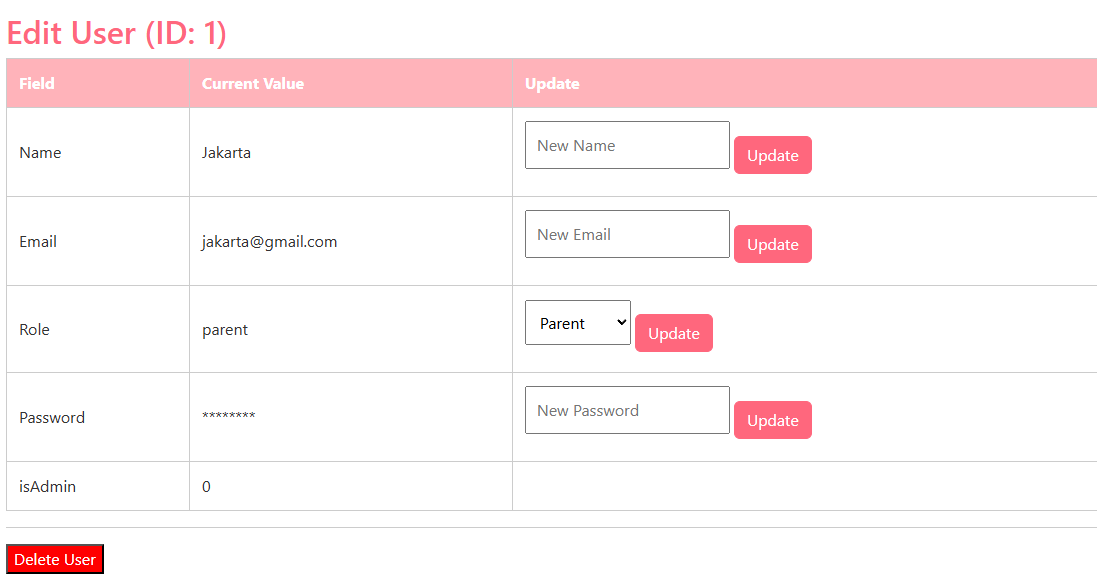 Edit User (ID: 1)
Field Current Value Update
Name Jakarta New Name Update
Email jakarta@gmail.com New Email Update
Role parent Parent Update
Password ******** New Password Update
isAdmin 0
Delete User